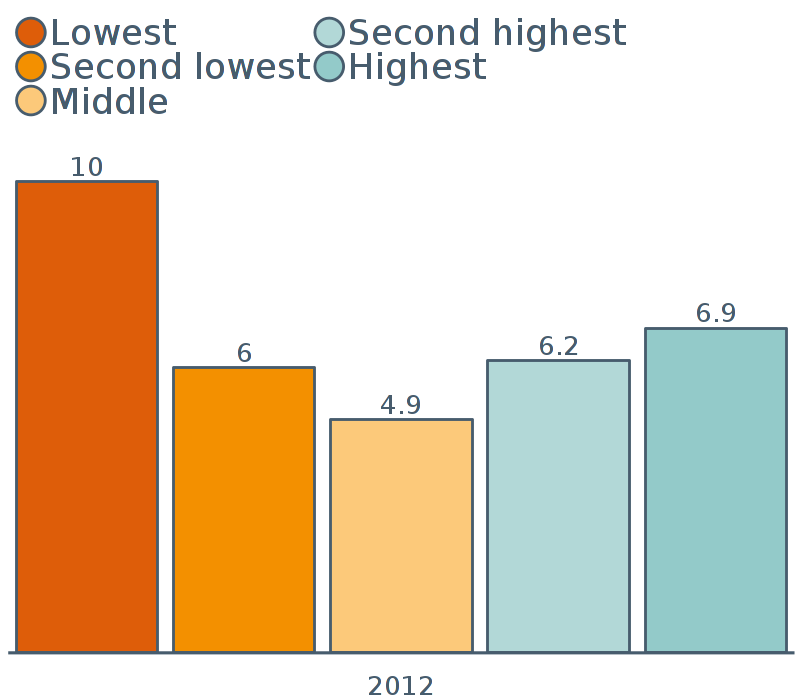 Lowest
Second lowest
Middle
Second highest
Highest
10
6
4.9
6.2
6.9
2012